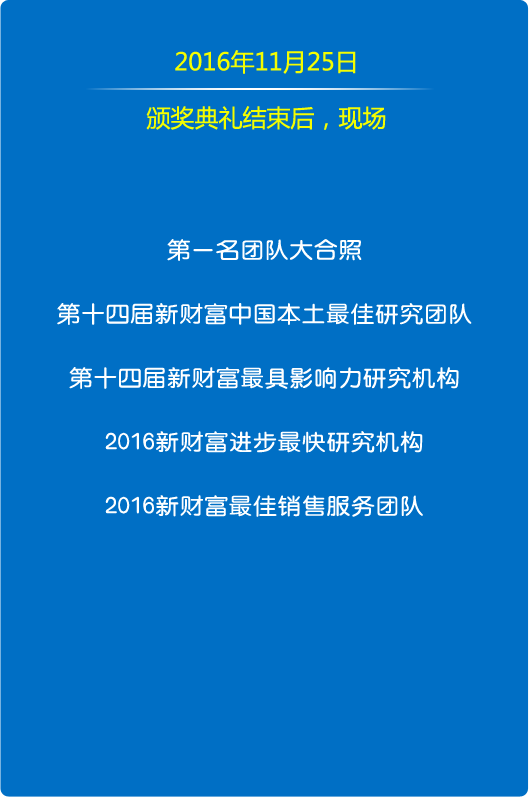 2016年11月25日
颁奖典礼结束后，现场
第一名团队大合照
第十四届新财富中国本土最佳研究团队
第十四届新财富最具影响力研究机构
2016新财富进步最快研究机构
2016新财富最佳销售服务团队